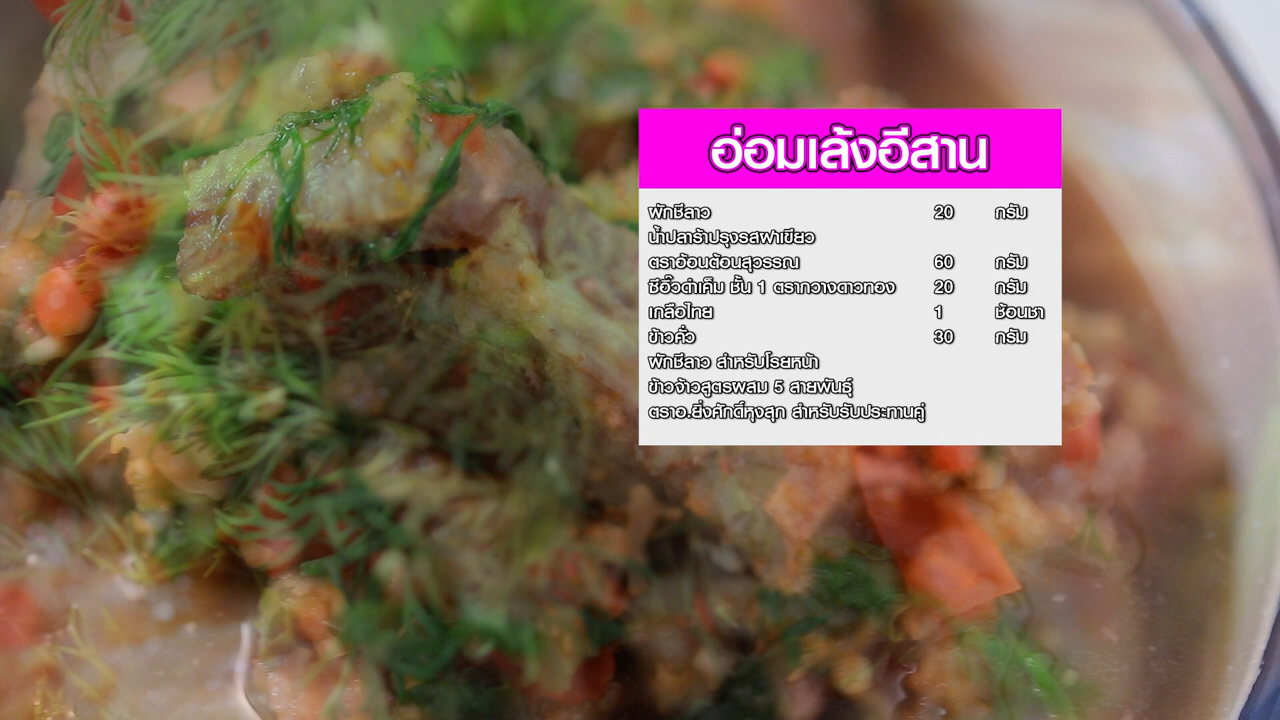 อ่อมเล้งอีสาน
ผักชีลาว 20 กรัม
น้ำปลาร้าปรุงรสฝาเขียว
ตราอ้อนต้อนสุวรรณ 60 กรัม
ซีอิ๊วดำเค็ม ชั้น 1 ตรากวางดาวทอง 20 กรัม
เกลือไทย 1 ช้อนชา
ข้าวคั่ว 30 กรัม
ผักชีลาว สำหรับโรยหน้า
ข้าวจ้าวสูตรผสม 5 สายพันธุ์
ตราอ.ยิ่งศักดิ์หุงสุก สำหรับรับประทานคู่